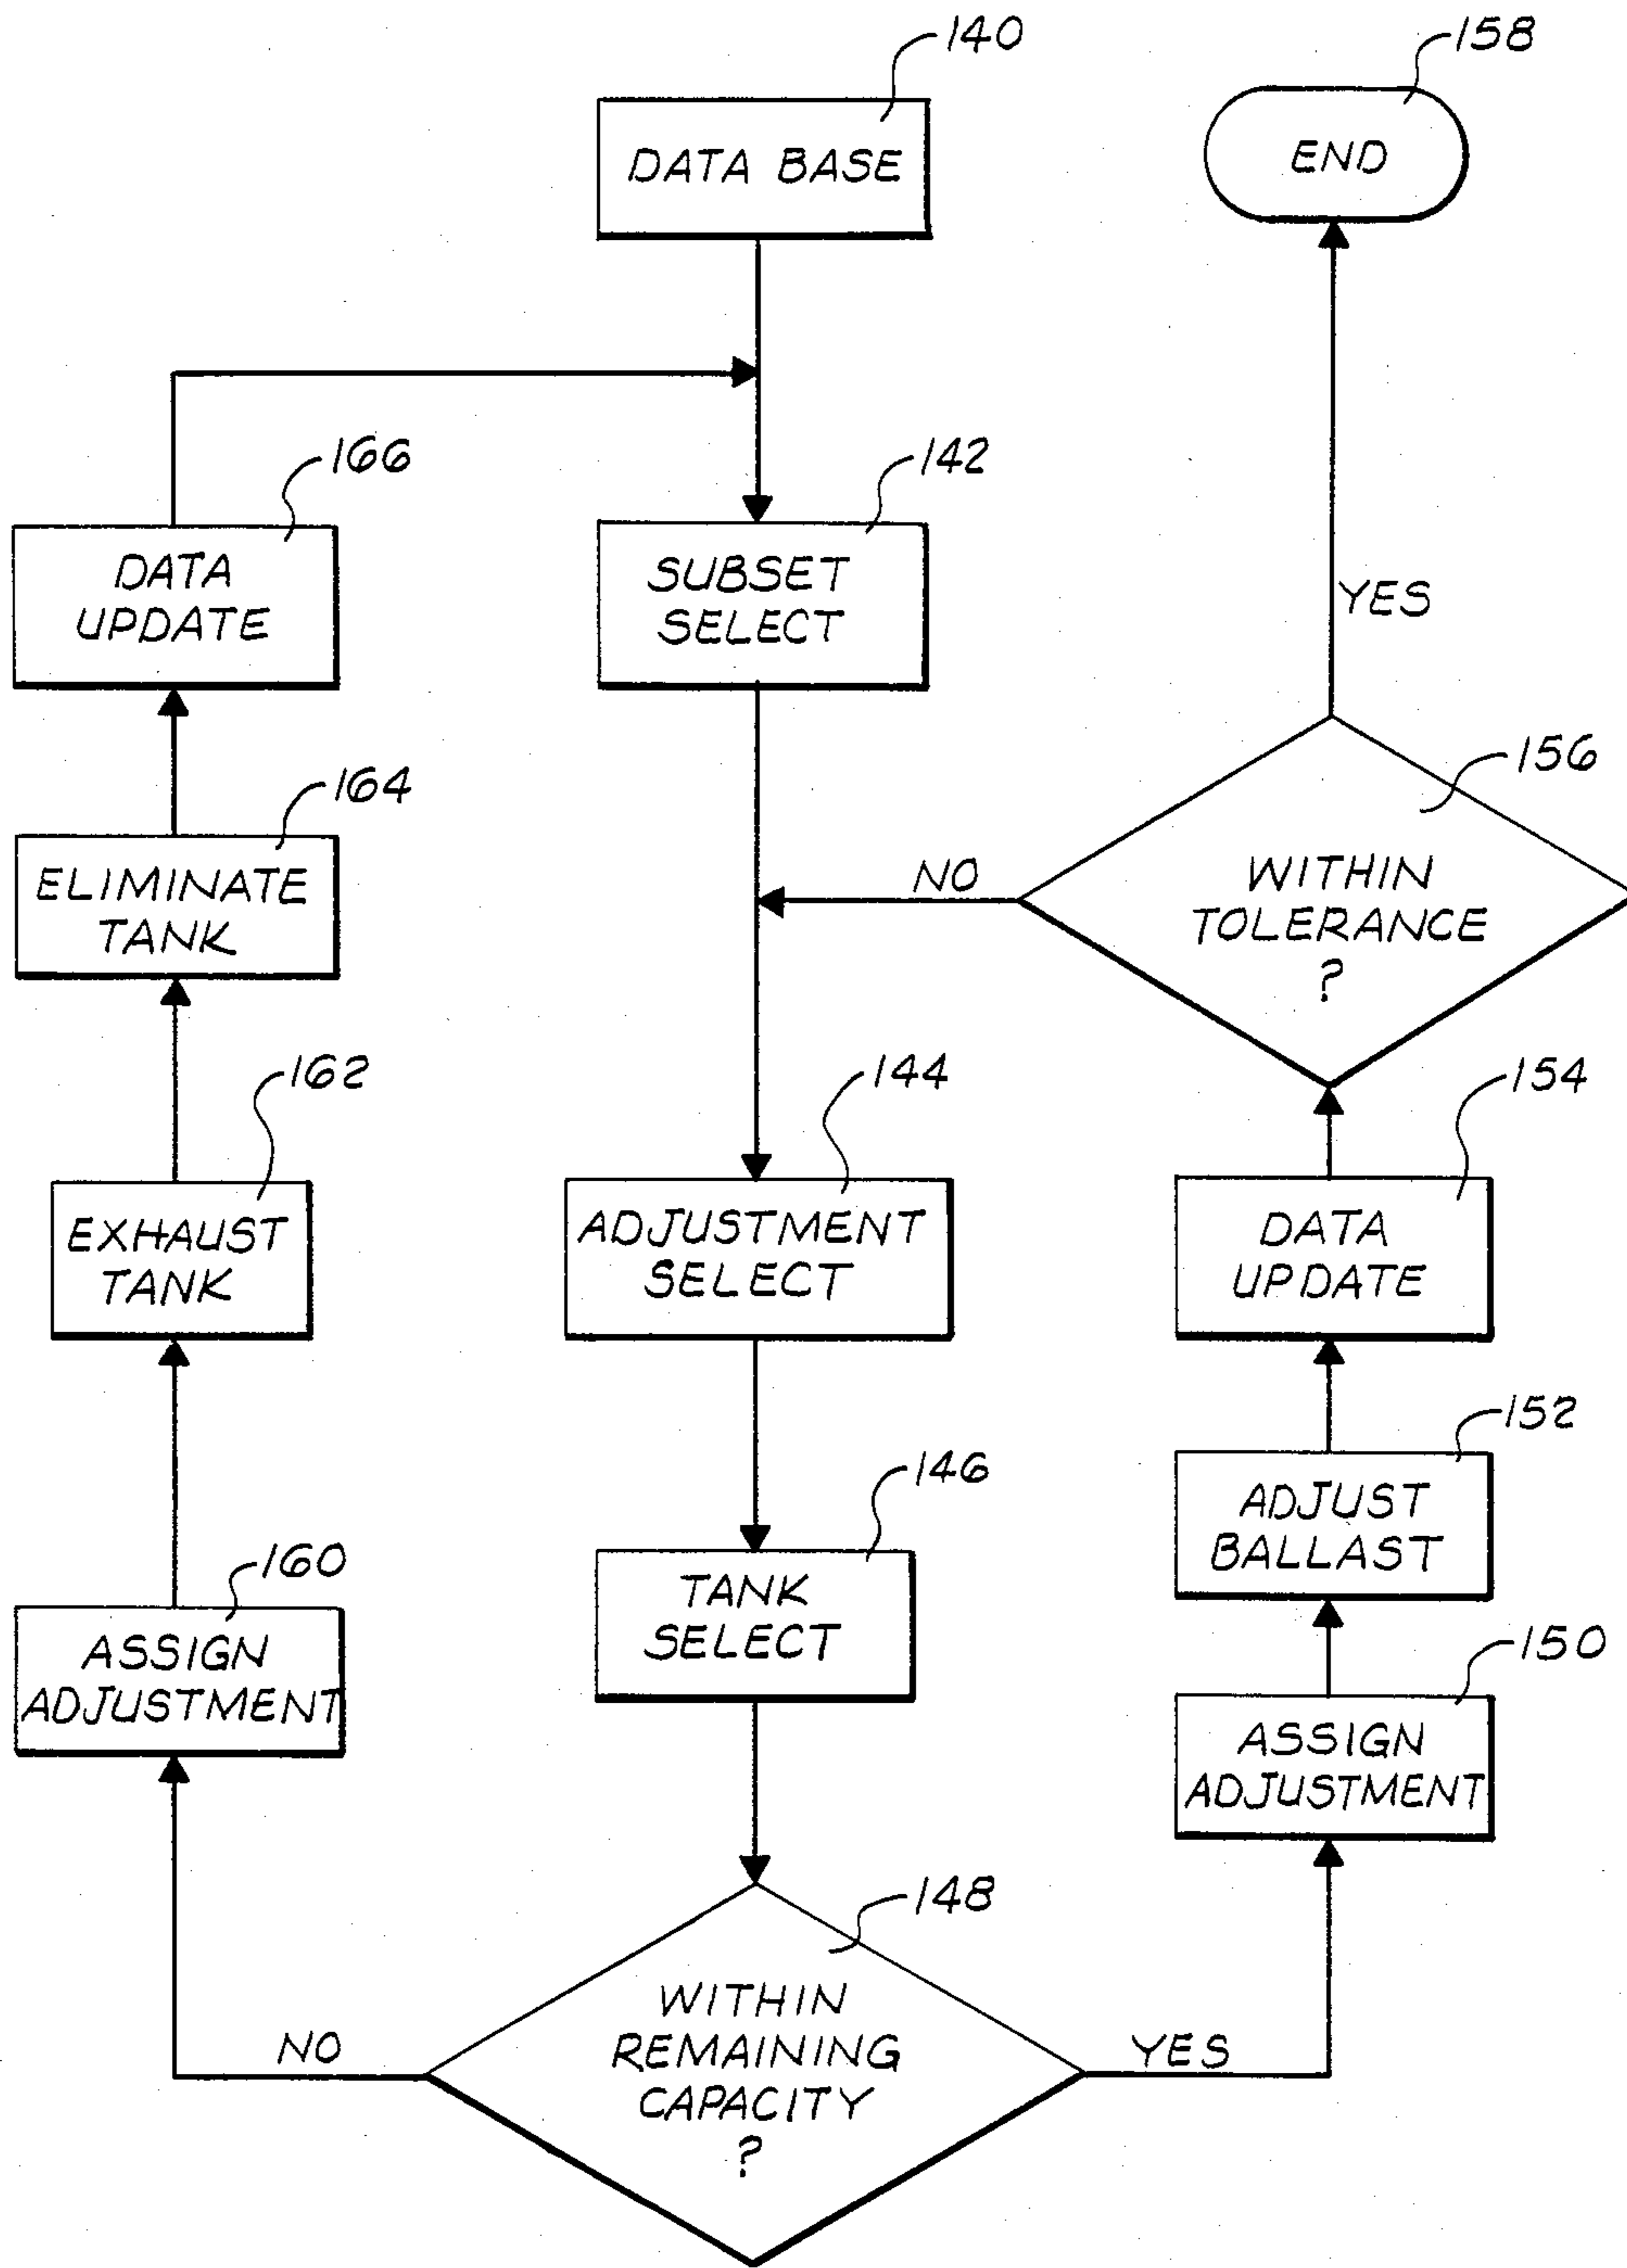 140
DATA BASE
158
END
166
DATA
UPDATE
142
SUBSET
SELECT
YES
164
ELIMINATE
TANK
156
WITHIN
TOLERANCE
?
NO
162
EXHAUST
TANK
144
ADJUSTMENT
SELECT
154
DATA
UPDATE
160
ASSIGN
ADJUSTMENT
146
TANK
SELECT
152
ADJUST
BALLAST
150
ASSIGN
ADJUSTMENT
148
WITHIN
REMAINING
CAPACITY
?
NO
YES